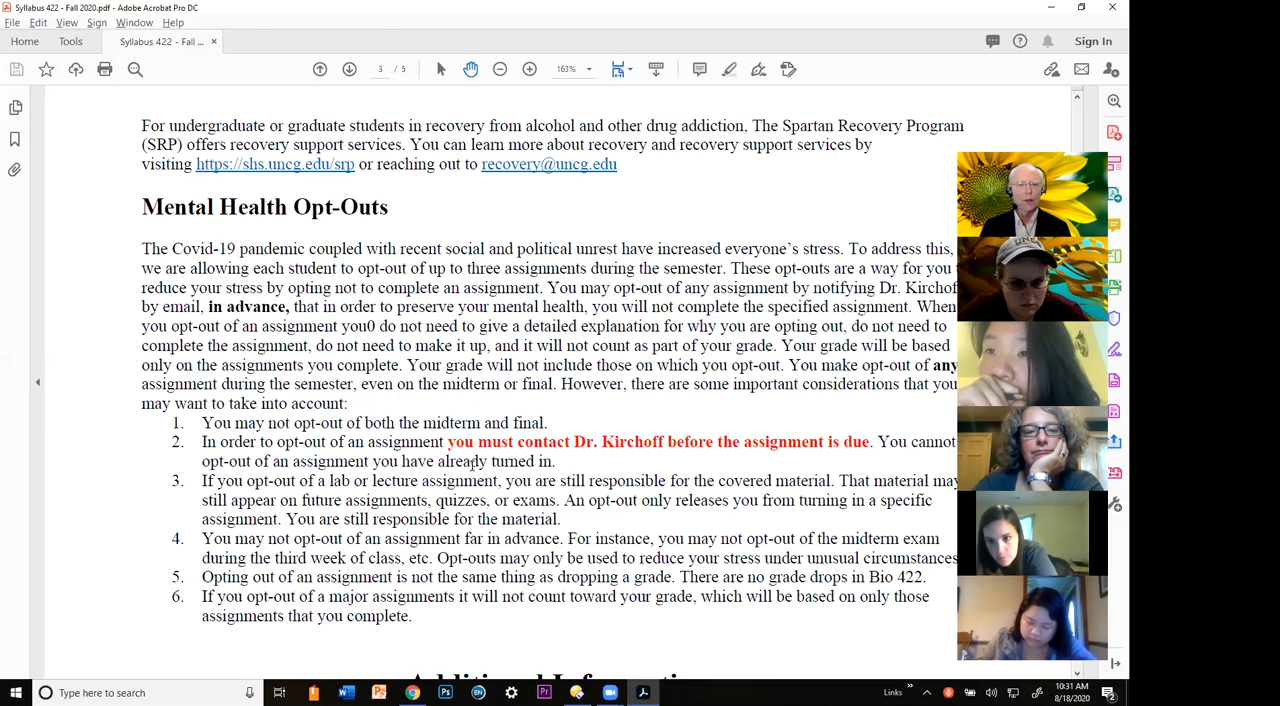 Syllabus 422 - Fall 2020.pdf - Adobe Acrobat Pro DC
File Edit View Sign Window Help
Home Tools Syllabus 422 - Fall ... × Sign In
3 / 5 163%
For undergraduate or graduate students in recovery from alcohol and other drug addiction, The Spartan Recovery Program
(SRP) offers recovery support services. You can learn more about recovery and recovery support services by
visiting https://shs.uncg.edu/srp or reaching out to recovery@uncg.edu
Mental Health Opt-Outs
The Covid-19 pandemic coupled with recent social and political unrest have increased everyone's stress. To address this,
we are allowing each student to opt-out of up to three assignments during the semester. These opt-outs are a way for you
reduce your stress by opting not to complete an assignment. You may opt-out of any assignment by notifying Dr. Kirchof
by email, in advance, that in order to preserve your mental health, you will not complete the specified assignment. When
you opt-out of an assignment you0 do not need to give a detailed explanation for why you are opting out, do not need to
complete the assignment, do not need to make it up, and it will not count as part of your grade. Your grade will be based
only on the assignments you complete. Your grade will not include those on which you opt-out. You make opt-out of any
assignment during the semester, even on the midterm or final. However, there are some important considerations that you
may want to take into account:
1. You may not opt-out of both the midterm and final.
2. In order to opt-out of an assignment you must contact Dr. Kirchoff before the assignment is due. You cannot
opt-out of an assignment you have already turned in.
3. If you opt-out of a lab or lecture assignment, you are still responsible for the covered material. That material may
still appear on future assignments, quizzes, or exams. An opt-out only releases you from turning in a specific
assignment. You are still responsible for the material.
4. You may not opt-out of an assignment far in advance. For instance, you may not opt-out of the midterm exam
during the third week of class, etc. Opt-outs may only be used to reduce your stress under unusual circumstances
5. Opting out of an assignment is not the same thing as dropping a grade. There are no grade drops in Bio 422.
6. If you opt-out of a major assignments it will not count toward your grade, which will be based on only those
assignments that you complete.
Additional Information
Type here to search Links 10:31 AM
8/18/2020